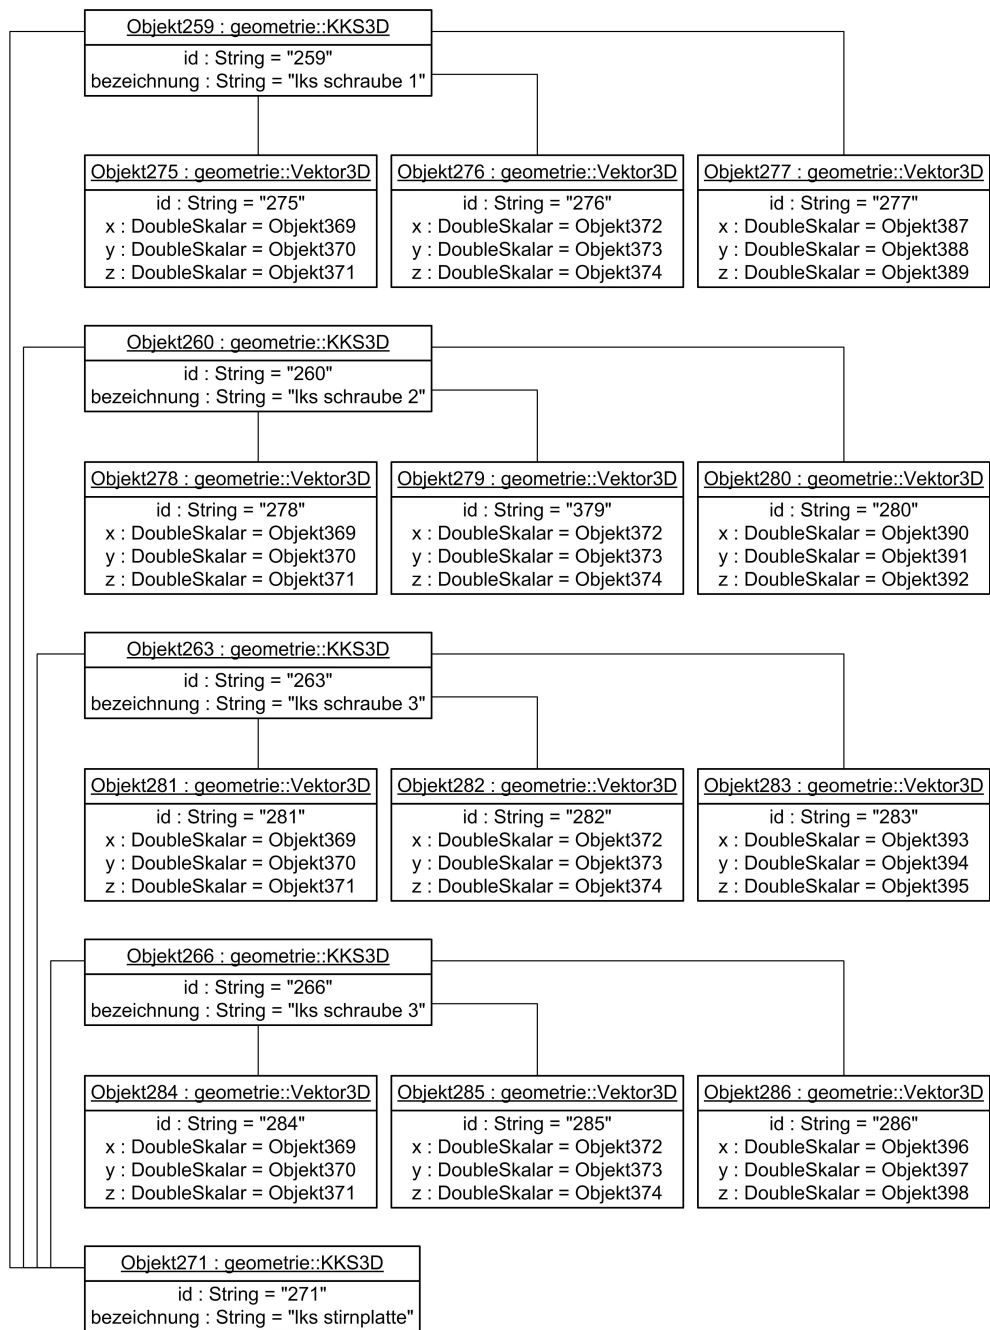 Objekt259 : geometrie::KKS3D
id : String = "259"
bezeichnung : String = "lks schraube 1"
Objekt275 : geometrie::Vektor3D
id : String = "275"
x : DoubleSkalar = Objekt369
y : DoubleSkalar = Objekt370
z : DoubleSkalar = Objekt371
Objekt276 : geometrie::Vektor3D
id : String = "276"
x : DoubleSkalar = Objekt372
y : DoubleSkalar = Objekt373
z : DoubleSkalar = Objekt374
Objekt277 : geometrie::Vektor3D
id : String = "277"
x : DoubleSkalar = Objekt387
y : DoubleSkalar = Objekt388
z : DoubleSkalar = Objekt389
Objekt260 : geometrie::KKS3D
id : String = "260"
bezeichnung : String = "lks schraube 2"
Objekt278 : geometrie::Vektor3D
id : String = "278"
x : DoubleSkalar = Objekt369
y : DoubleSkalar = Objekt370
z : DoubleSkalar = Objekt371
Objekt279 : geometrie::Vektor3D
id : String = "379"
x : DoubleSkalar = Objekt372
y : DoubleSkalar = Objekt373
z : DoubleSkalar = Objekt374
Objekt280 : geometrie::Vektor3D
id : String = "280"
x : DoubleSkalar = Objekt390
y : DoubleSkalar = Objekt391
z : DoubleSkalar = Objekt392
Objekt263 : geometrie::KKS3D
id : String = "263"
bezeichnung : String = "lks schraube 3"
Objekt281 : geometrie::Vektor3D
id : String = "281"
x : DoubleSkalar = Objekt369
y : DoubleSkalar = Objekt370
z : DoubleSkalar = Objekt371
Objekt282 : geometrie::Vektor3D
id : String = "282"
x : DoubleSkalar = Objekt372
y : DoubleSkalar = Objekt373
z : DoubleSkalar = Objekt374
Objekt283 : geometrie::Vektor3D
id : String = "283"
x : DoubleSkalar = Objekt393
y : DoubleSkalar = Objekt394
z : DoubleSkalar = Objekt395
Objekt266 : geometrie::KKS3D
id : String = "266"
bezeichnung : String = "lks schraube 3"
Objekt284 : geometrie::Vektor3D
id : String = "284"
x : DoubleSkalar = Objekt369
y : DoubleSkalar = Objekt370
z : DoubleSkalar = Objekt371
Objekt285 : geometrie::Vektor3D
id : String = "285"
x : DoubleSkalar = Objekt372
y : DoubleSkalar = Objekt373
z : DoubleSkalar = Objekt374
Objekt286 : geometrie::Vektor3D
id : String = "286"
x : DoubleSkalar = Objekt396
y : DoubleSkalar = Objekt397
z : DoubleSkalar = Objekt398
Objekt271 : geometrie::KKS3D
id : String = "271"
bezeichnung : String = "lks stirnplatte"